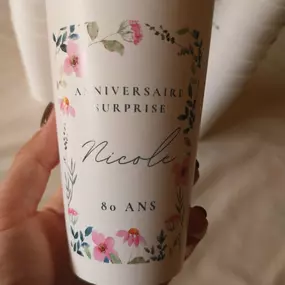 ANNIVERSAIRE
SURPRISE
Nicole
80 ANS